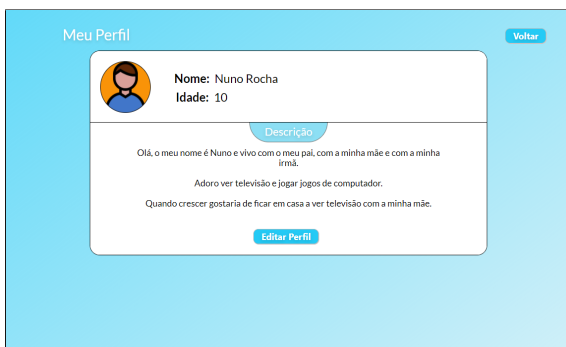 Meu Perfil
Voltar
Nome: Nuno Rocha
Idade: 10
Descrição
Olá, o meu nome é Nuno e vivo com o meu pai, com a minha mãe e com a minha
irmã.
Adoro ver televisão e jogar jogos de computador.
Quando crescer gostaria de ficar em casa a ver televisão com a minha mãe.
Editar Perfil